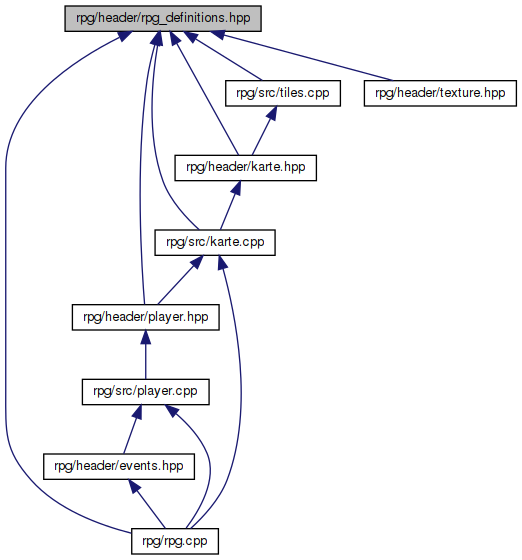 rpg/header/rpg_definitions.hpp
rpg/src/tiles.cpp
rpg/header/texture.hpp
rpg/header/karte.hpp
rpg/src/karte.cpp
rpg/header/player.hpp
rpg/src/player.cpp
rpg/header/events.hpp
rpg/rpg.cpp